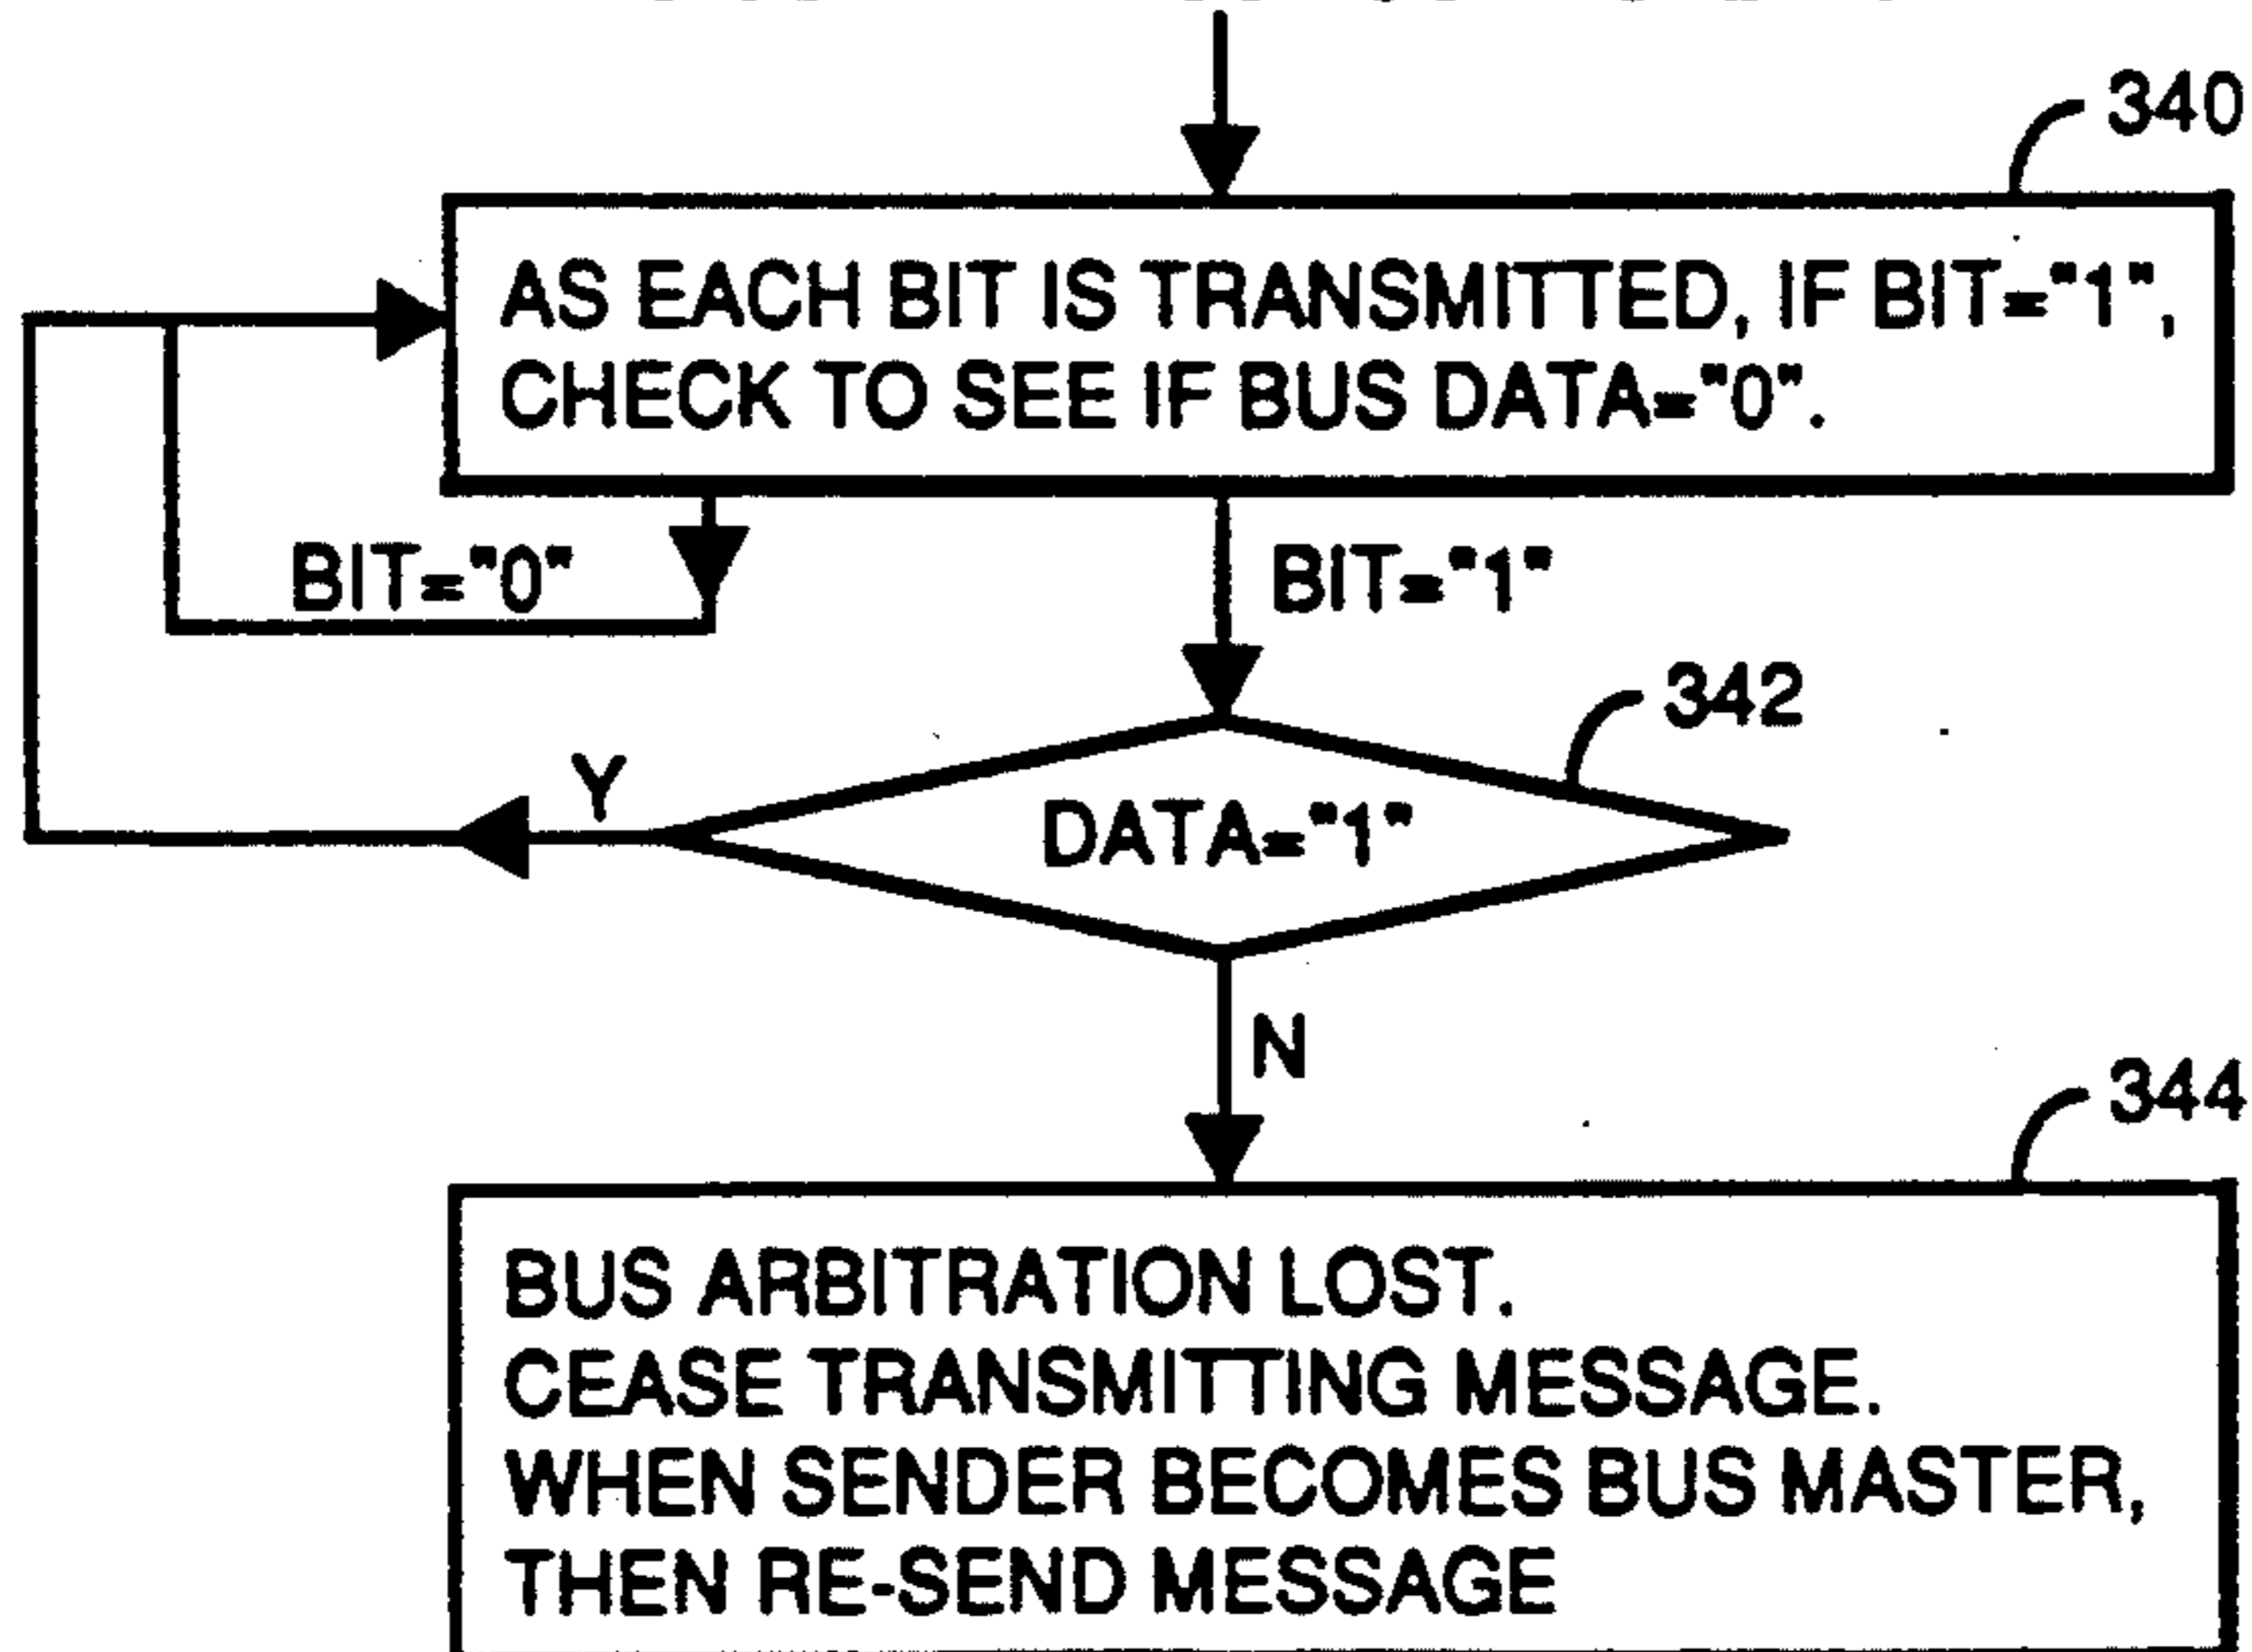 340
AS EACH BIT IS TRANSMITTED, IF BIT="1",
CHECK TO SEE IF BUS DATA="0".
BIT="0"
BIT="1"
342
Y
DATA="1"
N
344
BUS ARBITRATION LOST.
CEASE TRANSMITTING MESSAGE.
WHEN SENDER BECOMES BUS MASTER,
THEN RE-SEND MESSAGE